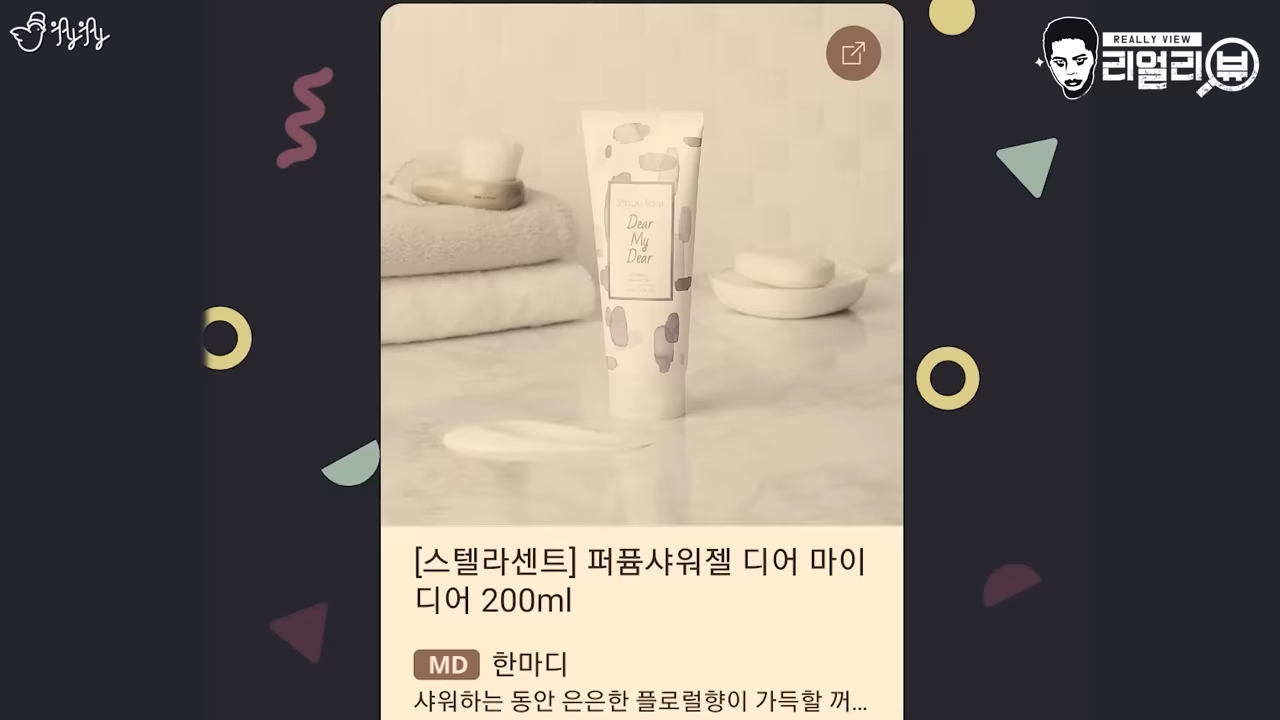 REALLY VIEW
리얼리뷰
Dear
My
Dear
[스텔라센트] 퍼퓸샤워젤 디어 마이
디어 200ml
MD 한마디
샤워하는 동안 은은한 플로럴향이 가득할 꺼...